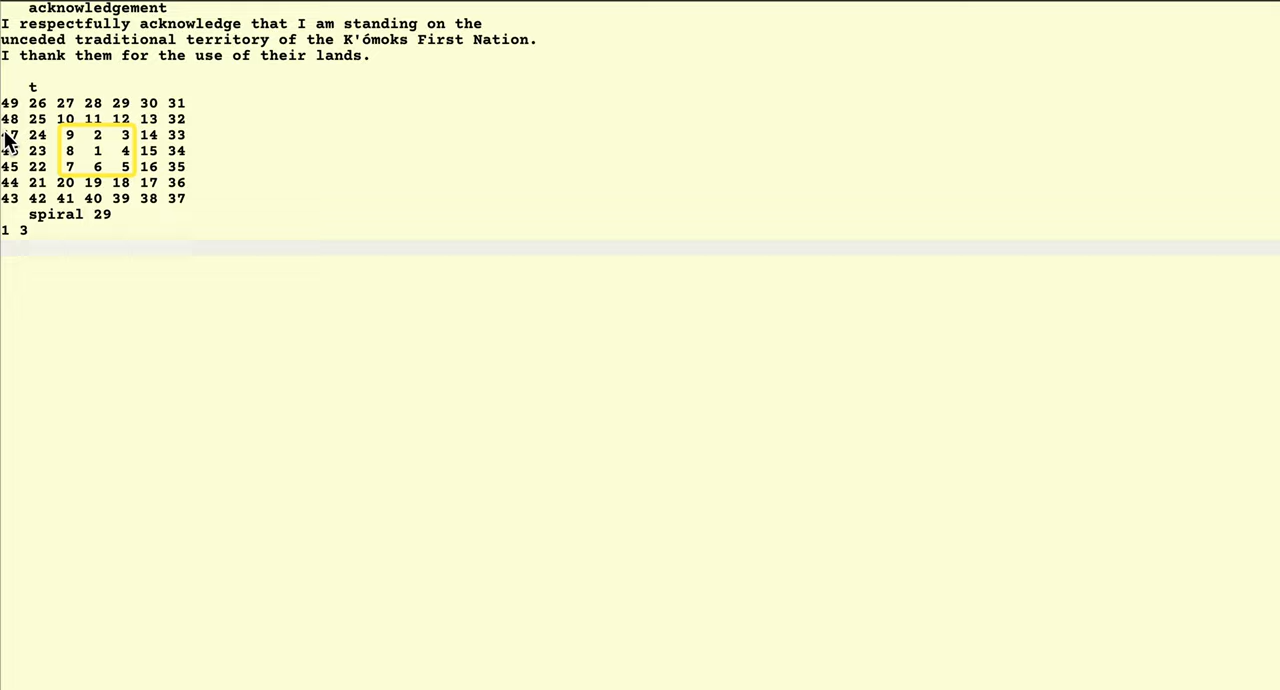 acknowledgement
I respectfully acknowledge that I am standing on the
unceded traditional territory of the K'ómoks First Nation.
I thank them for the use of their lands.
t
49 26 27 28 29 30 31
48 25 10 11 12 13 32
24 9 2 3 14 33
23 8 1 4 15 34
45 22 7 6 5 16 35
44 21 20 19 18 17 36
43 42 41 40 39 38 37
spiral 29
1 3